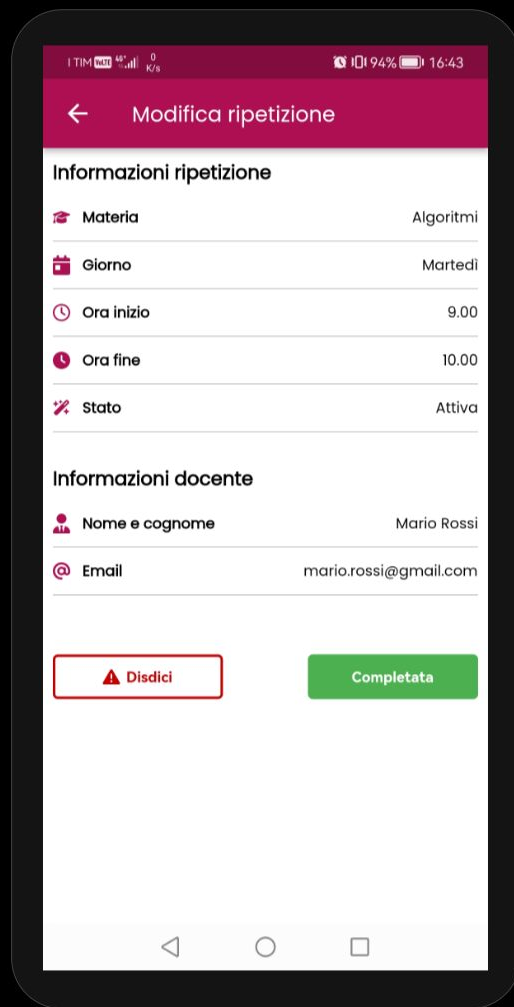 TIM VoLTE 4G+ 0 K/s 94% 16:43
Modifica ripetizione
Informazioni ripetizione
Materia Algoritmi
Giorno Martedì
Ora inizio 9.00
Ora fine 10.00
Stato Attiva
Informazioni docente
Nome e cognome Mario Rossi
Email mario.rossi@gmail.com
Disdici Completata